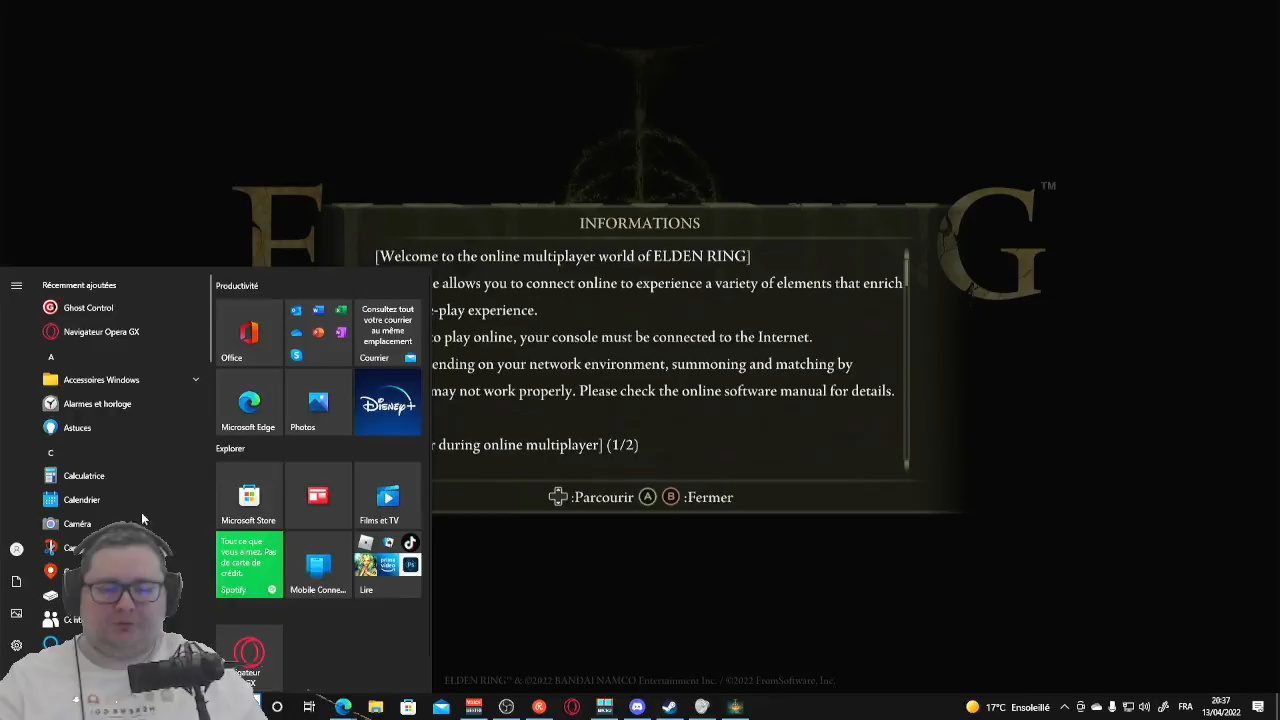 E
G
™
INFORMATIONS
[Welcome to the online multiplayer world of ELDEN RING]
e allows you to connect online to experience a variety of elements that enrich
-play experience.
to play online, your console must be connected to the Internet.
ending on your network environment, summoning and matching by
may not work properly. Please check the online software manual for details.
r during online multiplayer] (1/2)
:Parcourir A B :Fermer
Récemment ajoutées
Ghost Control
Navigateur Opera GX
A
Accessoires Windows
Alarmes et horloge
Astuces
C
Calculatrice
Calendrier
Caméra
Productivité
Office
Consultez tout
votre courrier
au même
emplacement
Courrier
Microsoft Edge
Photos
Disney+
Explorer
Microsoft Store
Films et TV
Tout ce que
vous aimez. Pas
de carte de
crédit.
Spotify
Mobile Conne...
prime video
Ps
Lire
ELDEN RING™ & ©2022 BANDAI NAMCO Entertainment Inc. / ©2022 FromSoftware, Inc.
17°C Ensoleillé
FRA
20:37
13/04/2022